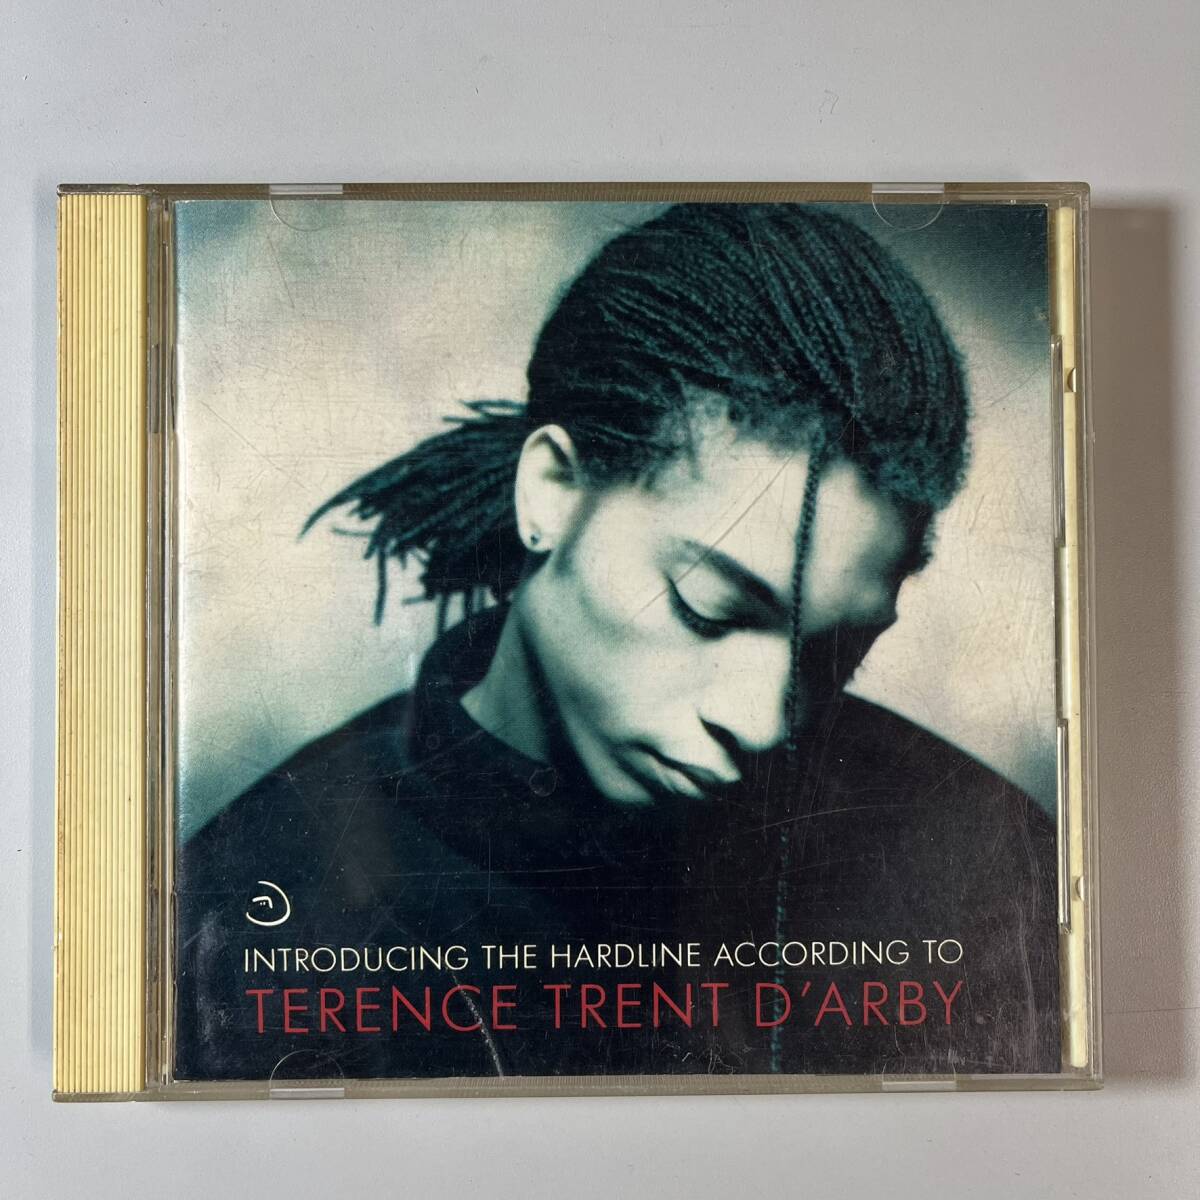 INTRODUCING THE HARDLINE ACCORDING TO
TERENCE TRENT D'ARBY